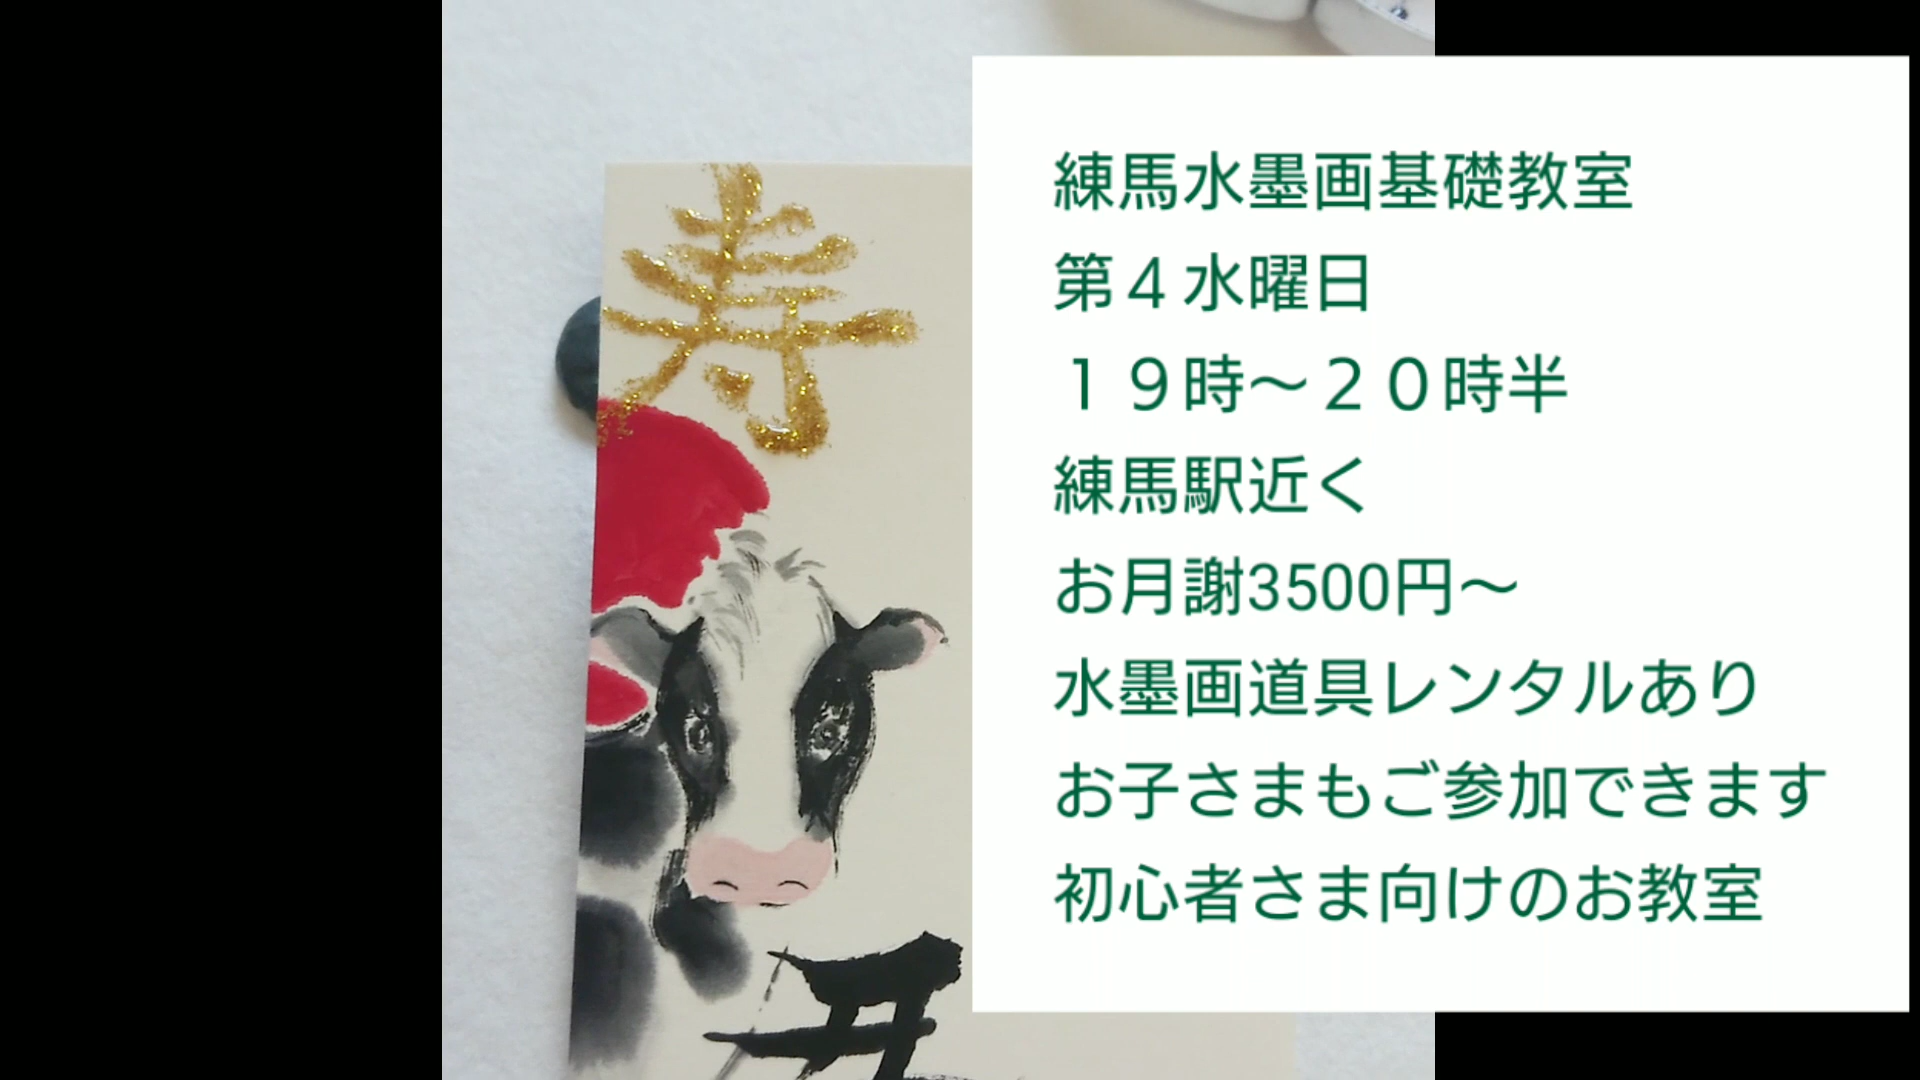 寿
丑
練馬水墨画基礎教室
第４水曜日
１９時～２０時半
練馬駅近く
お月謝3500円～
水墨画道具レンタルあり
お子さまもご参加できます
初心者さま向けのお教室